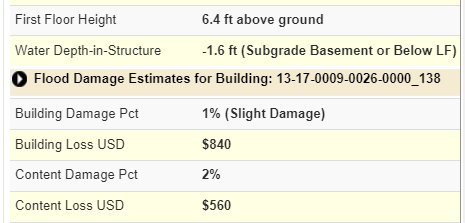 First Floor Height 6.4 ft above ground
Water Depth-in-Structure -1.6 ft (Subgrade Basement or Below LF)
Flood Damage Estimates for Building: 13-17-0009-0026-0000_138
Building Damage Pct 1% (Slight Damage)
Building Loss USD $840
Content Damage Pct 2%
Content Loss USD $560